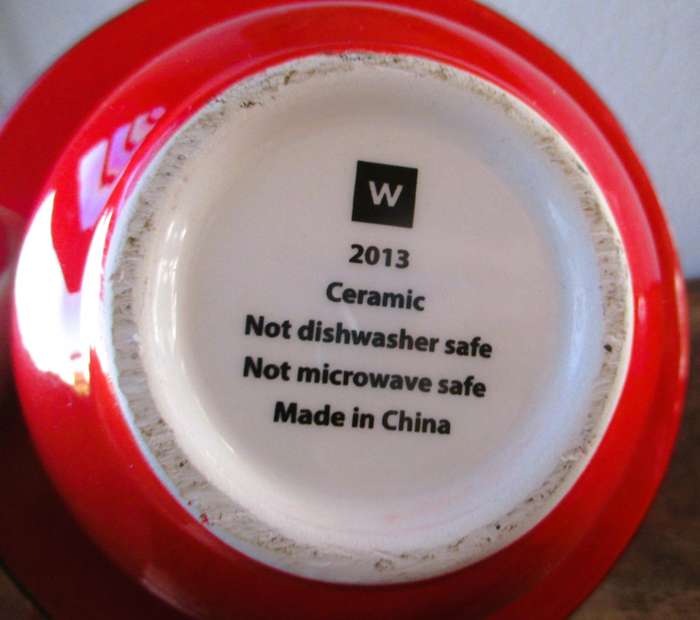 W
2013
Ceramic
Not dishwasher safe
Not microwave safe
Made in China